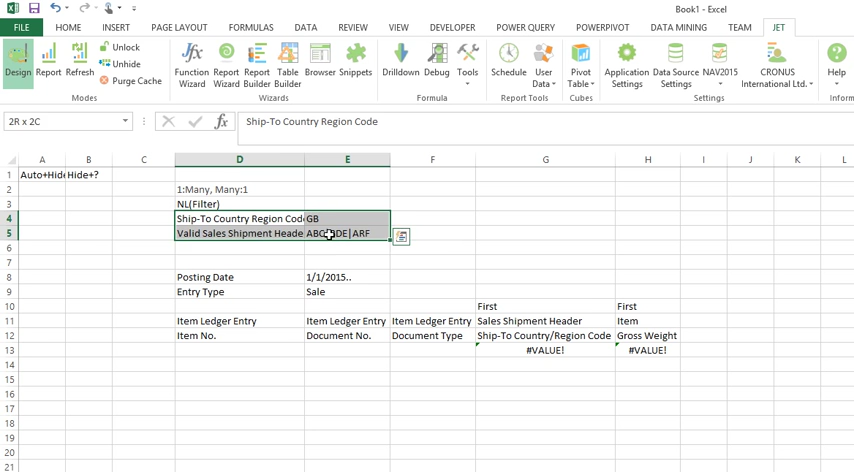 Book1 - Excel
FILE HOME INSERT PAGE LAYOUT FORMULAS DATA REVIEW VIEW DEVELOPER POWER QUERY POWERPIVOT DATA MINING TEAM JET
Design Report Refresh
Unlock
Unhide
Purge Cache
Modes
Function Wizard
Report Wizard
Report Builder
Table Builder
Browser
Snippets
Wizards
Drilldown
Debug
Tools
Formula
Schedule
User Data
Report Tools
Pivot Table
Cubes
Application Settings
Data Source Settings
NAV2015
CRONUS International Ltd.
Settings
Help
Inform
2R x 2C
fx
Ship-To Country Region Code
A B C D E F G H I J K L
1 Auto+Hide Hide+?
2 1:Many, Many:1
3 NL(Filter)
4 Ship-To Country Region Code GB
5 Valid Sales Shipment Heade |ARF
6
7
8 Posting Date 1/1/2015..
9 Entry Type Sale
10 First First
11 Item Ledger Entry Item Ledger Entry Item Ledger Entry Sales Shipment Header Item
12 Item No. Document No. Document Type Ship-To Country/Region Code Gross Weight
13 #VALUE! #VALUE!
14
15
16
17
18
19
20
21